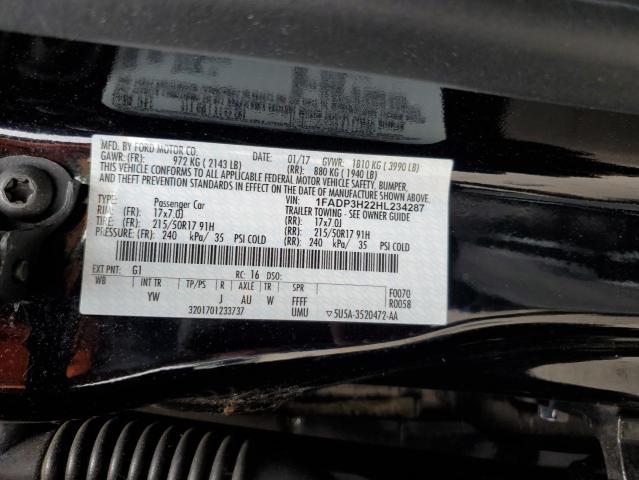 MFD. BY FORD MOTOR CO.
DATE: 01/17 GVWR: 1810 KG ( 3990 LB)
GAWR: (FR): 972 KG ( 2143 LB) (RR): 880 KG ( 1940 LB)
THIS VEHICLE CONFORMS TO ALL APPLICABLE FEDERAL MOTOR VEHICLE SAFETY, BUMPER,
AND THEFT PREVENTION STANDARDS IN EFFECT ON THE DATE OF MANUFACTURE SHOWN ABOVE.
VIN: 1FADP3H22HL234287
TYPE: Passenger Car TRAILER TOWING - SEE OWNER GUIDE
RIM: (FR): 17x7.0J (RR): 17x7.0J
TIRE: (FR): 215/50R17 91H (RR): 215/50R17 91H
PRESSURE: (FR): 240 kPa/ 35 PSI COLD (RR): 240 kPa/ 35 PSI COLD
EXT PNT: G1 RC: 16 DSO:
WB INT TR TP/PS R AXLE TR SPR F0070
YW J AU W FFFF R0058
3201701233737 UMU ▽5U5A-3520472-AA